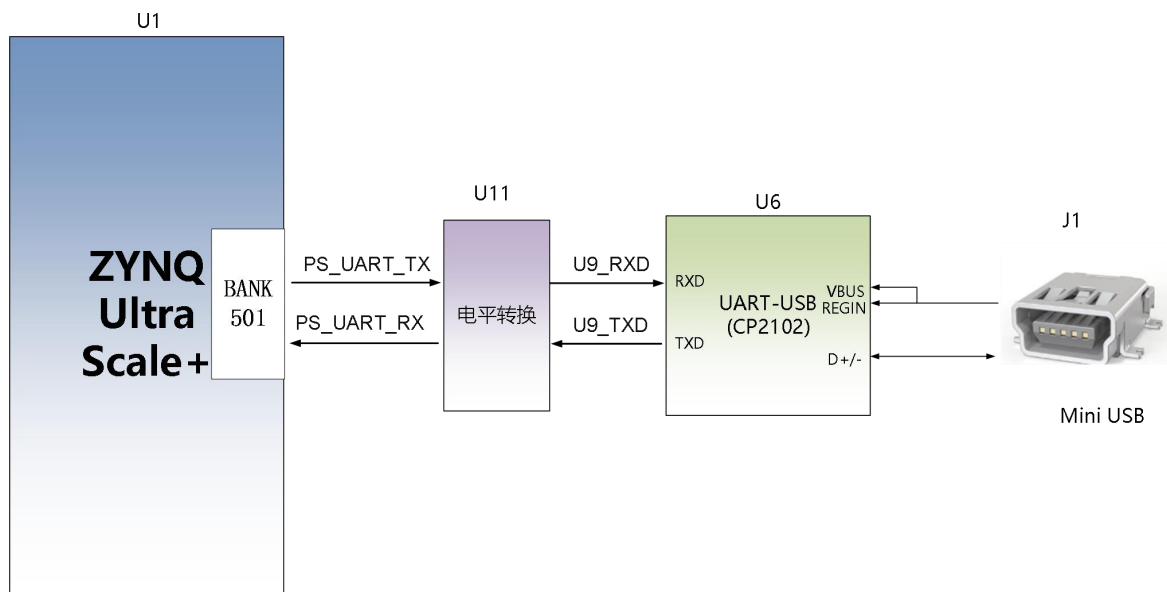 U1
ZYNQ
Ultra
Scale+
BANK
501
PS_UART_TX
PS_UART_RX
U11
电平转换
U9_RXD
U9_TXD
U6
RXD
TXD
UART-USB
(CP2102)
VBUS
REGIN
D+/-
J1
Mini USB